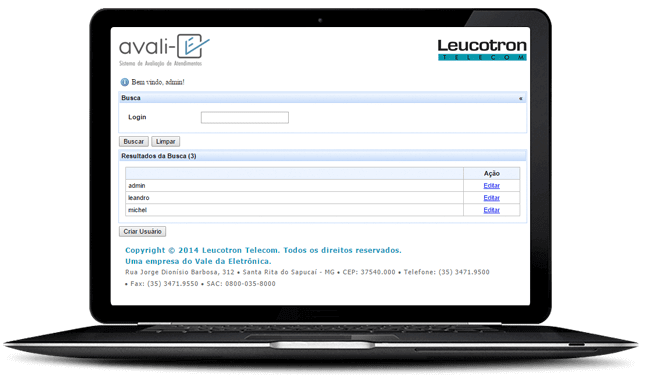 avali-
Sistema de Avaliação de Atendimentos
Leucotron
TELECOM
Bem vindo, admin!
Busca «
Login
Buscar Limpar
Resultados da Busca (3)
Ação
admin Editar
leandro Editar
michel Editar
Criar Usuário
Copyright © 2014 Leucotron Telecom. Todos os direitos reservados.
Uma empresa do Vale da Eletrônica.
Rua Jorge Dionísio Barbosa, 312 • Santa Rita do Sapucaí - MG • CEP: 37540.000 • Telefone: (35) 3471.9500
• Fax: (35) 3471.9550 • SAC: 0800-035-8000